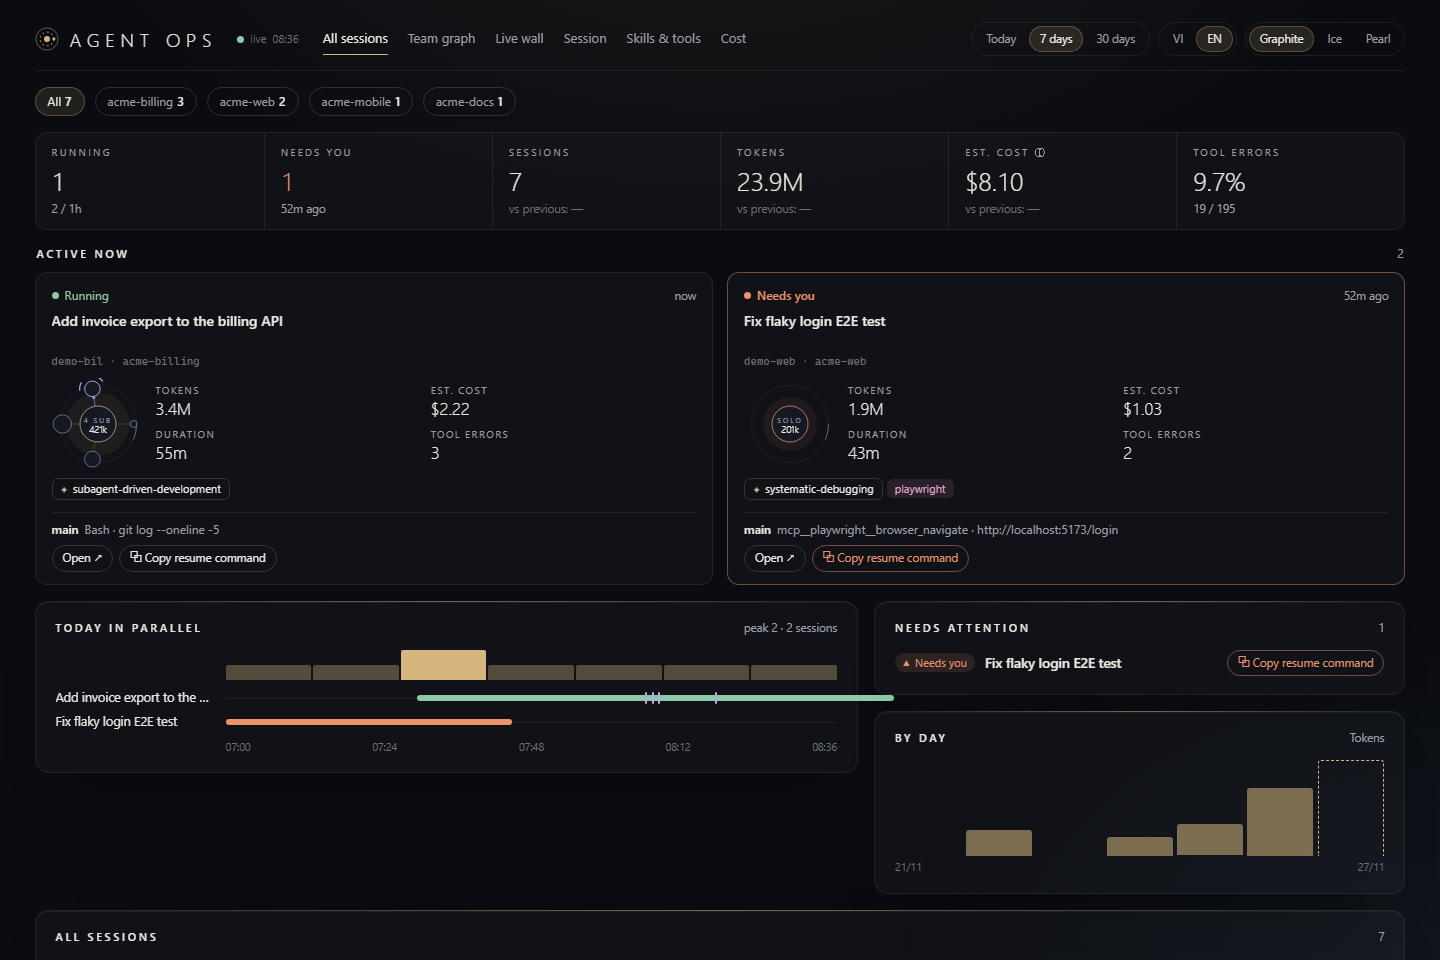 AGENT OPS
live 08:36
All sessions
Team graph
Live wall
Session
Skills & tools
Cost
Today
7 days
30 days
VI
EN
Graphite
Ice
Pearl
All 7
acme-billing 3
acme-web 2
acme-mobile 1
acme-docs 1
RUNNING
1
2 / 1h
NEEDS YOU
1
52m ago
SESSIONS
7
vs previous: —
TOKENS
23.9M
vs previous: —
EST. COST
$8.10
vs previous: —
TOOL ERRORS
9.7%
19 / 195
ACTIVE NOW
2
Running
now
Add invoice export to the billing API
demo-bil · acme-billing
4 SUB
421k
TOKENS
3.4M
EST. COST
$2.22
DURATION
55m
TOOL ERRORS
3
subagent-driven-development
main Bash · git log --oneline -5
Open ↗
Copy resume command
Needs you
52m ago
Fix flaky login E2E test
demo-web · acme-web
SOLO
201k
TOKENS
1.9M
EST. COST
$1.03
DURATION
43m
TOOL ERRORS
2
systematic-debugging
playwright
main mcp__playwright__browser_navigate · http://localhost:5173/login
Open ↗
Copy resume command
TODAY IN PARALLEL
peak 2 · 2 sessions
Add invoice export to the ...
Fix flaky login E2E test
07:00
07:24
07:48
08:12
08:36
NEEDS ATTENTION
1
Needs you
Fix flaky login E2E test
Copy resume command
BY DAY
Tokens
21/11
27/11
ALL SESSIONS
7